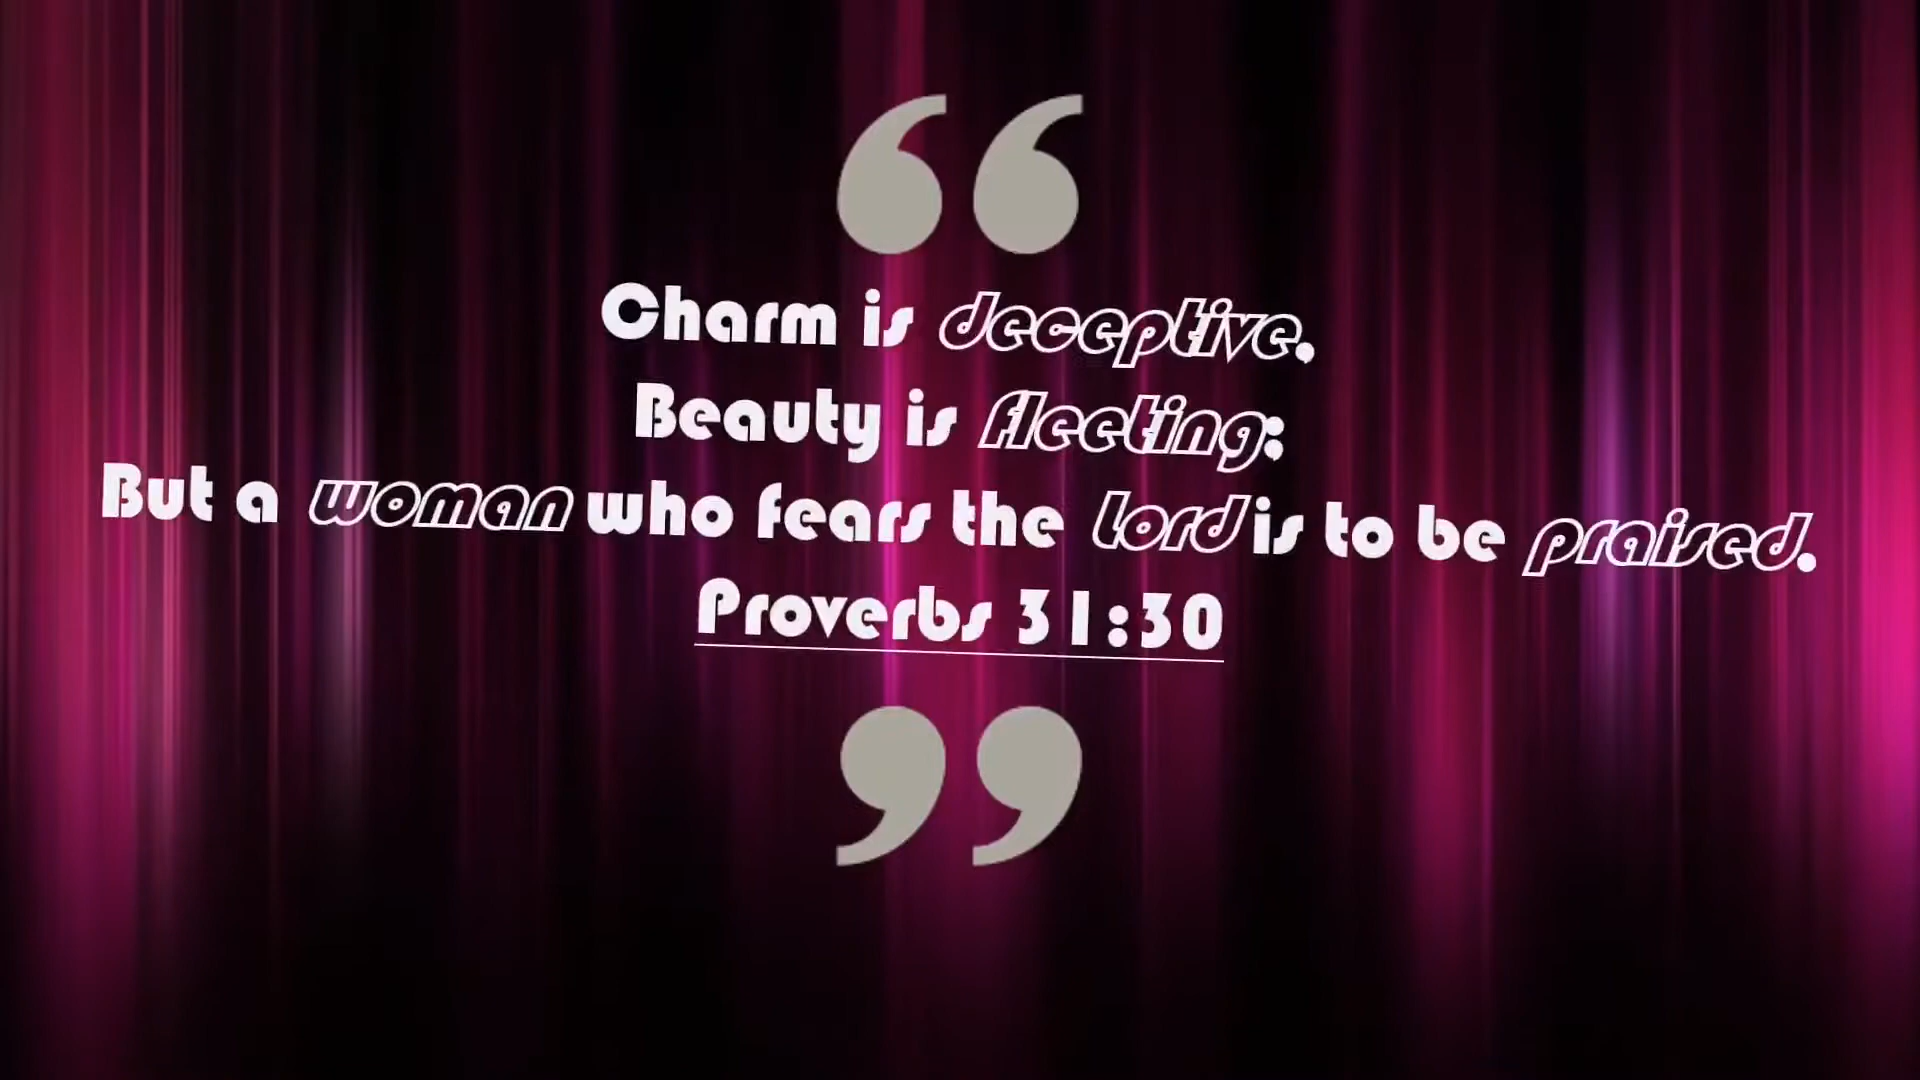 “
Charm is deceptive.
Beauty is fleeting;
But a woman who fears the Lord is to be praised.
Proverbs 31:30
”